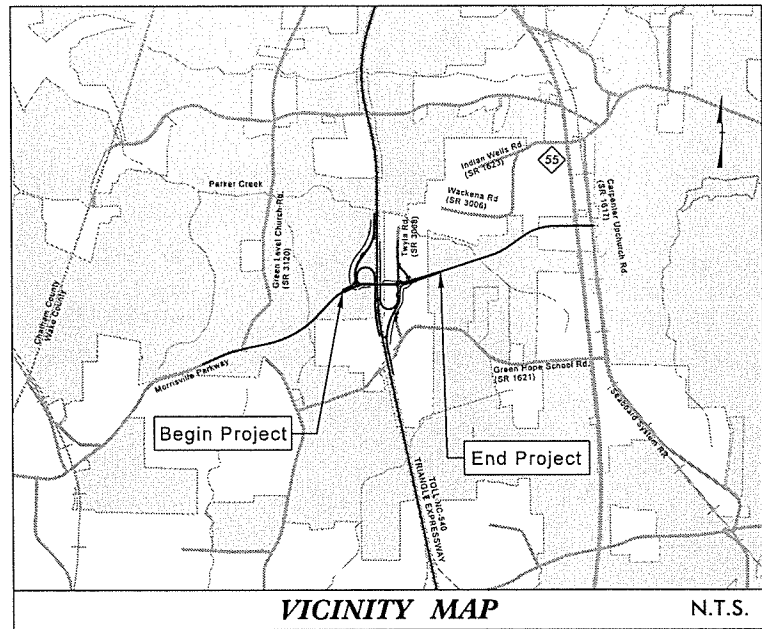 Indian Wells Rd
(SR 1623)
55
Parker Creek
Wackena Rd
(SR 3006)
Carpenter Upchurch Rd.
(SR 1617)
Green Level Church Rd.
(SR 3120)
Twyla Rd.
(SR 3068)
Chatham County
Wake County
Morrisville Parkway
Green Hope School Rd.
(SR 1621)
Begin Project
End Project
Seaboard System RR
TOLL NC-540
TRIANGLE EXPRESSWAY
VICINITY MAP
N.T.S.